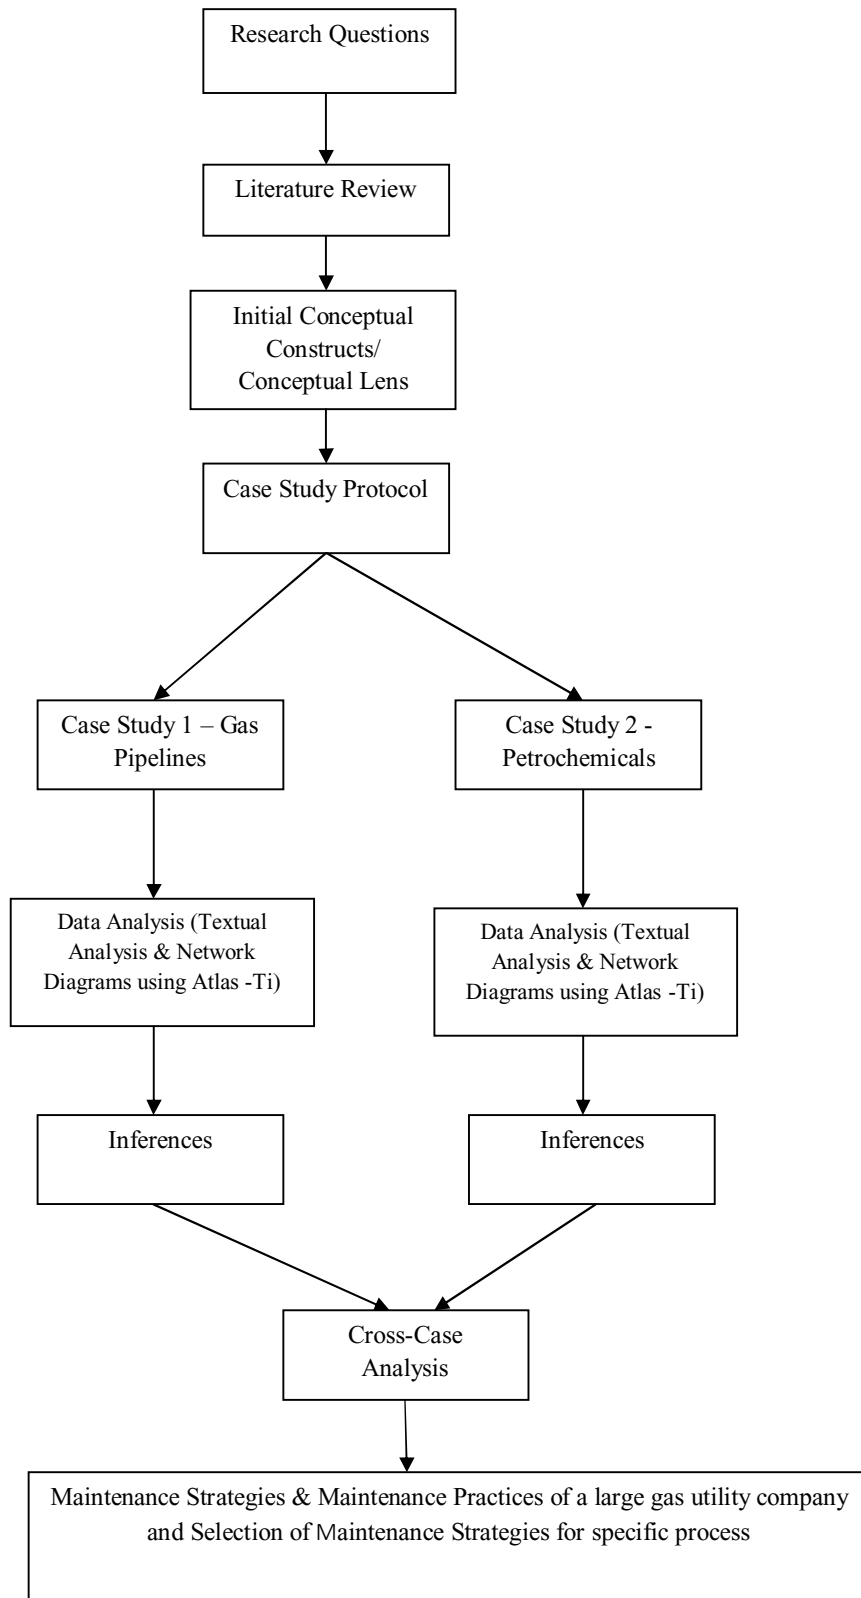 Research Questions
Literature Review
Initial Conceptual
Constructs/
Conceptual Lens
Case Study Protocol
Case Study 1 – Gas
Pipelines
Case Study 2 -
Petrochemicals
Data Analysis (Textual
Analysis & Network
Diagrams using Atlas -Ti)
Data Analysis (Textual
Analysis & Network
Diagrams using Atlas -Ti)
Inferences
Inferences
Cross-Case
Analysis
Maintenance Strategies & Maintenance Practices of a large gas utility company
and Selection of Maintenance Strategies for specific process